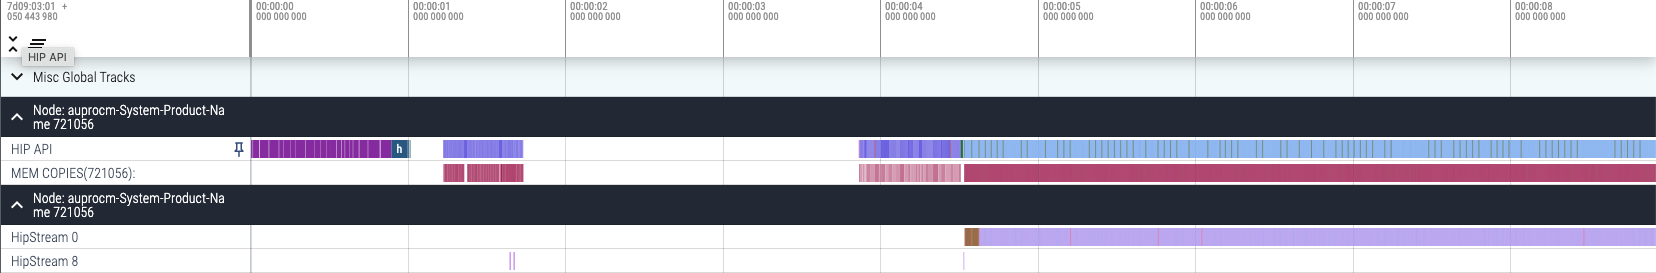 7d09:03:01 +
050 443 980
00:00:00
000 000 000
00:00:01
000 000 000
00:00:02
000 000 000
00:00:03
000 000 000
00:00:04
000 000 000
00:00:05
000 000 000
00:00:06
000 000 000
00:00:07
000 000 000
00:00:08
000 000 000
HIP API
Misc Global Tracks
Node: auprocm-System-Product-Na
me 721056
HIP API
h
MEM COPIES(721056):
Node: auprocm-System-Product-Na
me 721056
HipStream 0
HipStream 8